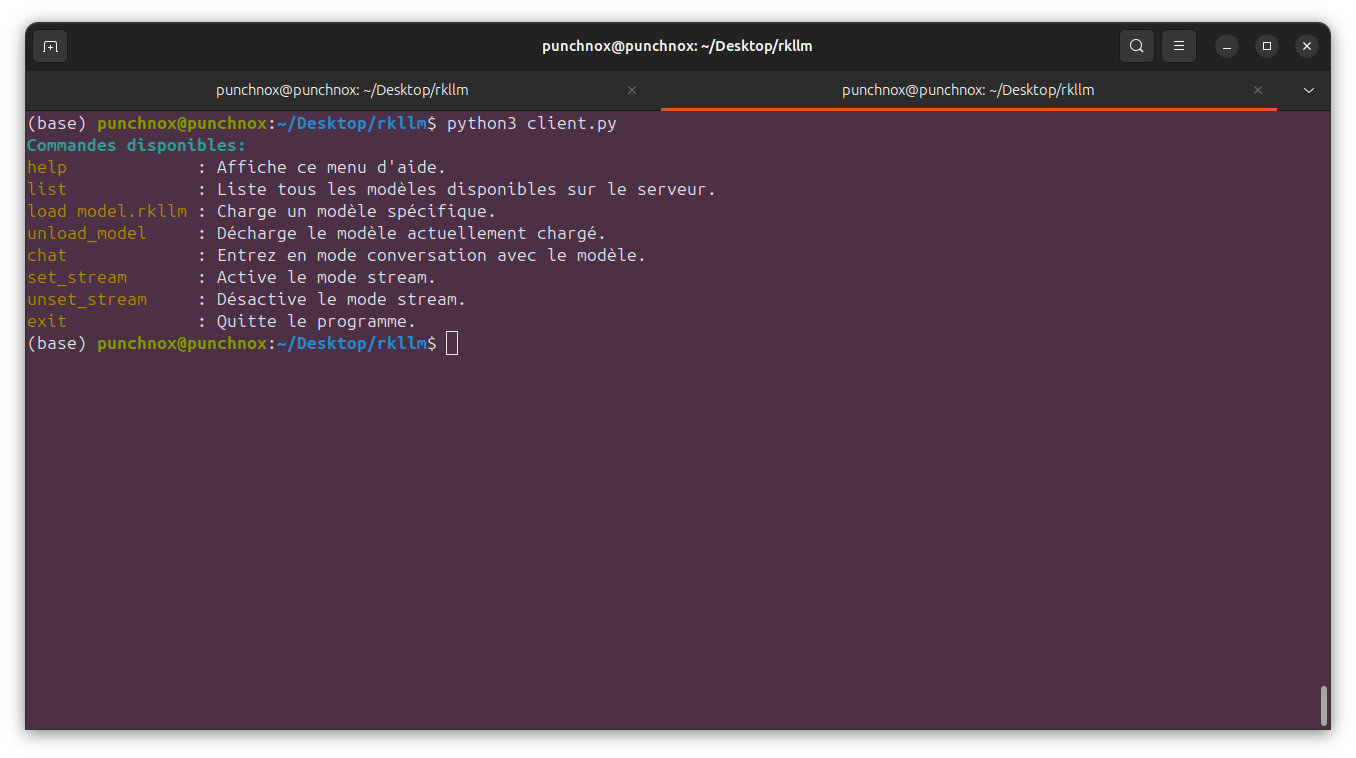 punchnox@punchnox: ~/Desktop/rkllm
punchnox@punchnox: ~/Desktop/rkllm
punchnox@punchnox: ~/Desktop/rkllm
(base) punchnox@punchnox:~/Desktop/rkllm$ python3 client.py
Commandes disponibles:
help             : Affiche ce menu d'aide.
list             : Liste tous les modèles disponibles sur le serveur.
load model.rkllm : Charge un modèle spécifique.
unload_model     : Décharge le modèle actuellement chargé.
chat             : Entrez en mode conversation avec le modèle.
set_stream       : Active le mode stream.
unset_stream     : Désactive le mode stream.
exit             : Quitte le programme.
(base) punchnox@punchnox:~/Desktop/rkllm$